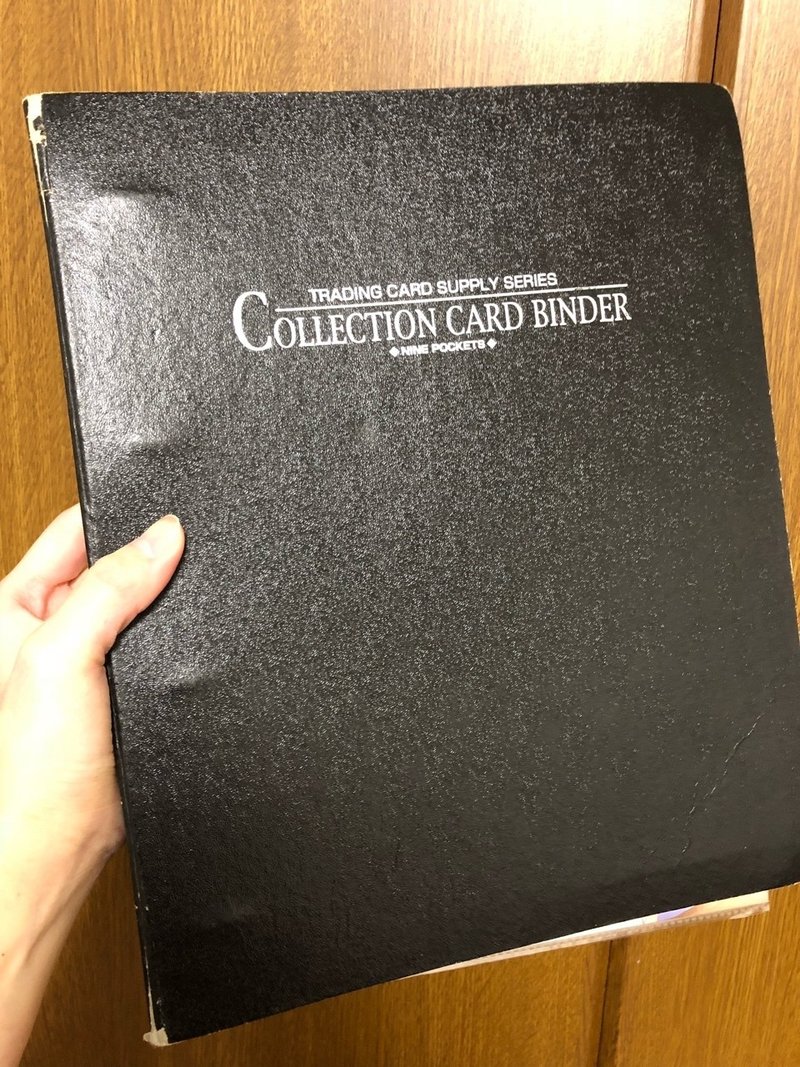 TRADING CARD SUPPLY SERIES
COLLECTION CARD BINDER
◆NINE POCKETS◆